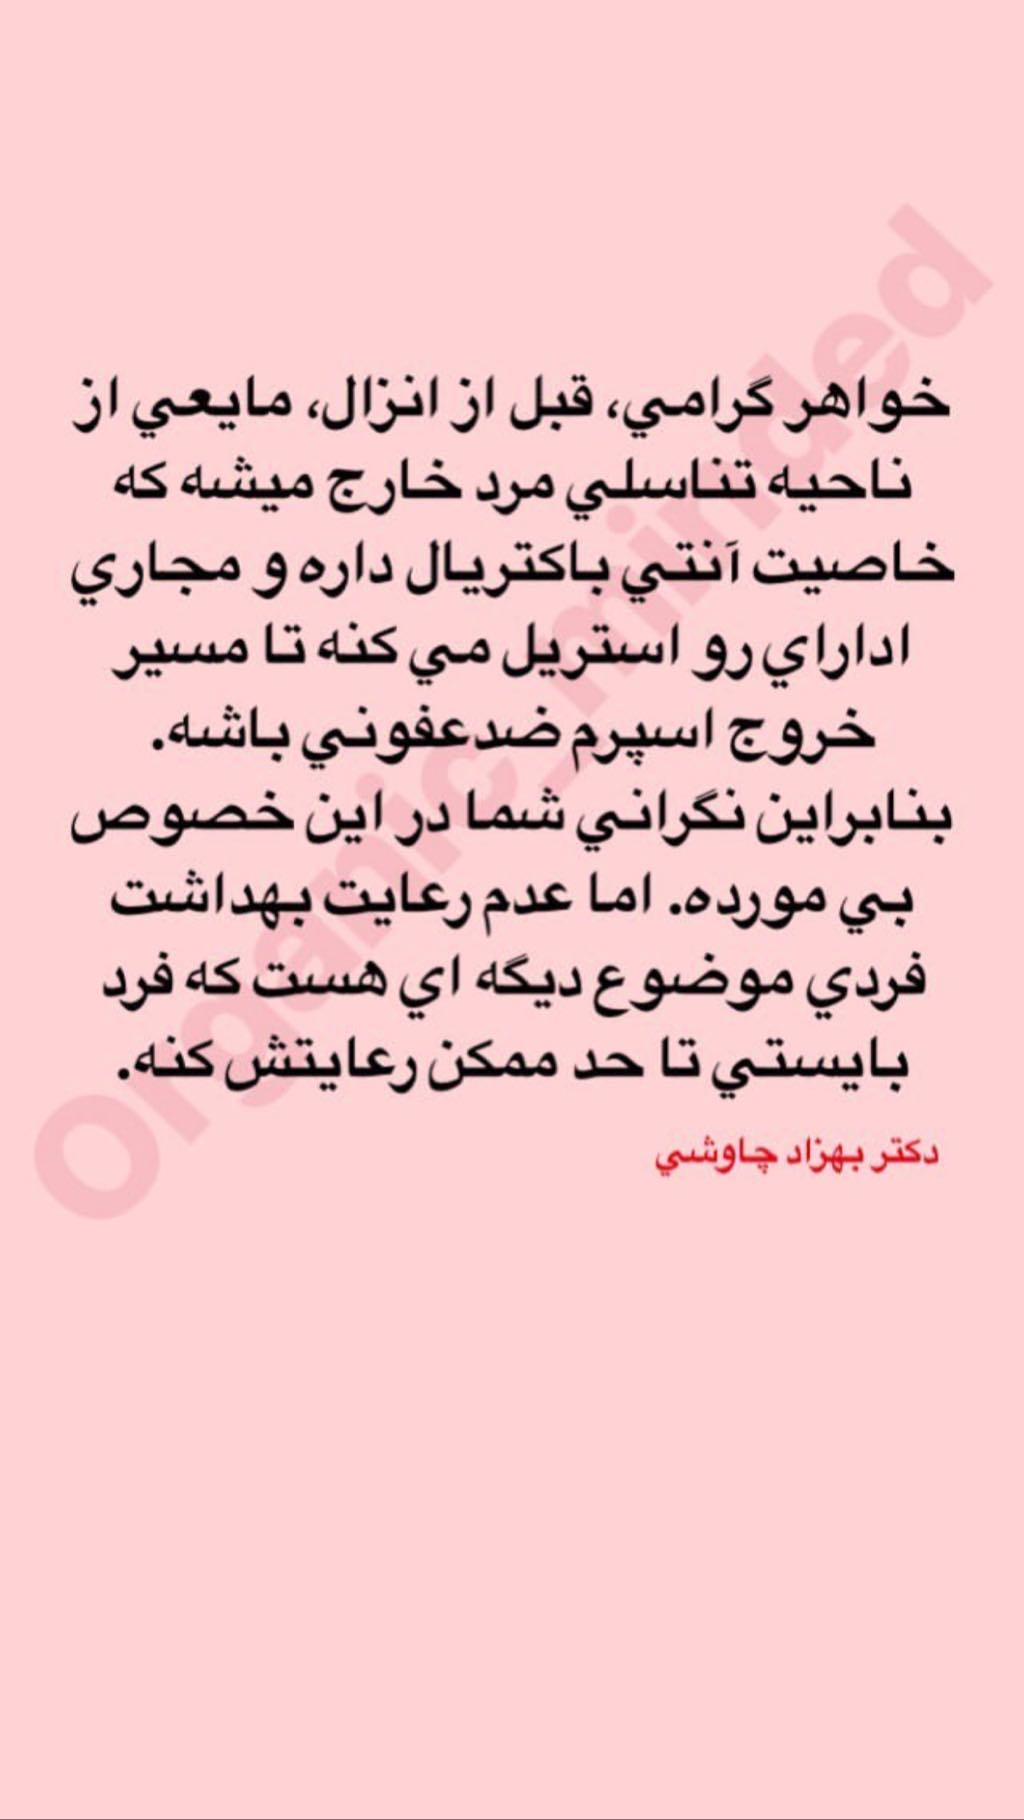 خواهر گرامي، قبل از انزال، مايعي از
ناحيه تناسلي مرد خارج ميشه كه
خاصيت آنتي باكتريال داره و مجاري
اداراي رو استريل مي كنه تا مسير
خروج اسپرم ضدعفوني باشه.
بنابراين نگراني شما در اين خصوص
بي مورده. اما عدم رعايت بهداشت
فردي موضوع ديگه اي هست كه فرد
بايستي تا حد ممكن رعايتش كنه.
دكتر بهزاد چاوشي
Organic_minded